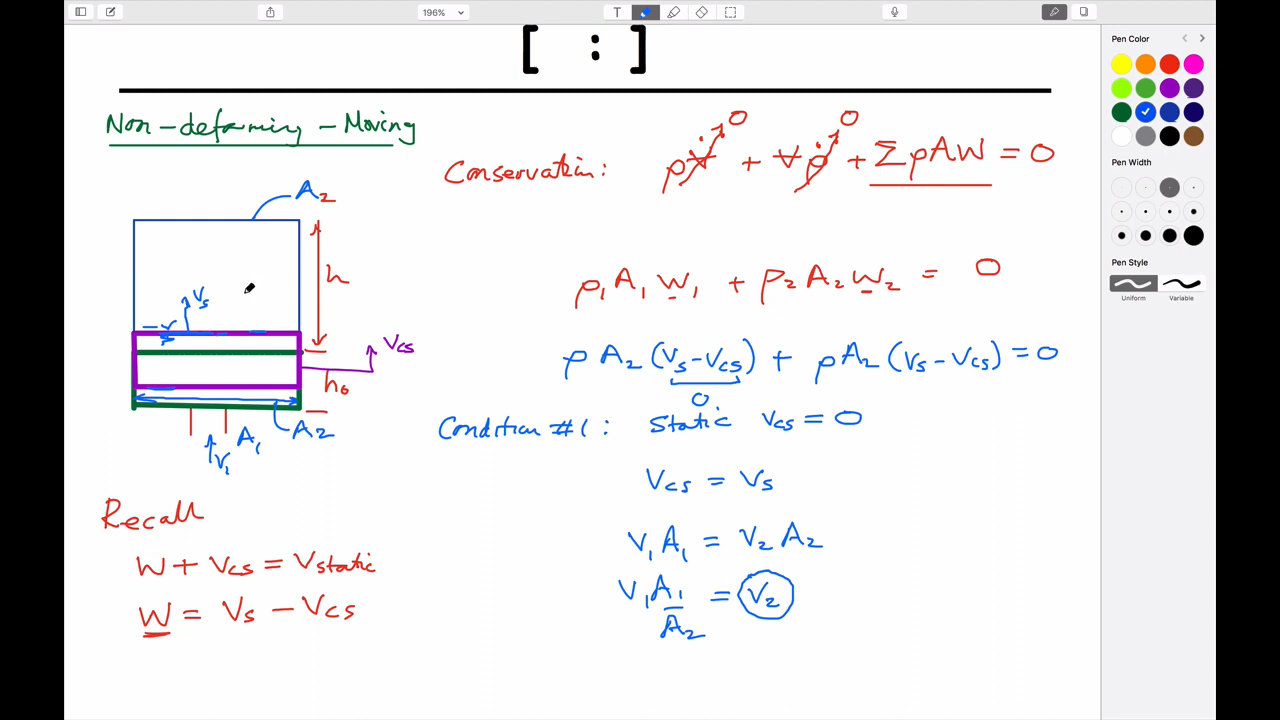 196%
T
[ : ]
Pen Color
Pen Width
Pen Style
Uniform Variable
Non-deforming - Moving
Conservation: ρV̶̇ + V̶ρ̇ + ΣρAW = 0
0 0
A₂
h
Vs
Vcs
h₀
A₂
A₁
V₁
ρ₁A₁W₁ + ρ₂A₂W₂ = 0
ρA₂(Vs-Vcs) + ρA₂(Vs-Vcs) = 0
0
Condition #1: Static Vcs = 0
Vcs = Vs
V₁A₁ = V₂A₂
V₁A₁/A₂ = V₂
Recall
W + Vcs = Vstatic
W = Vs - Vcs